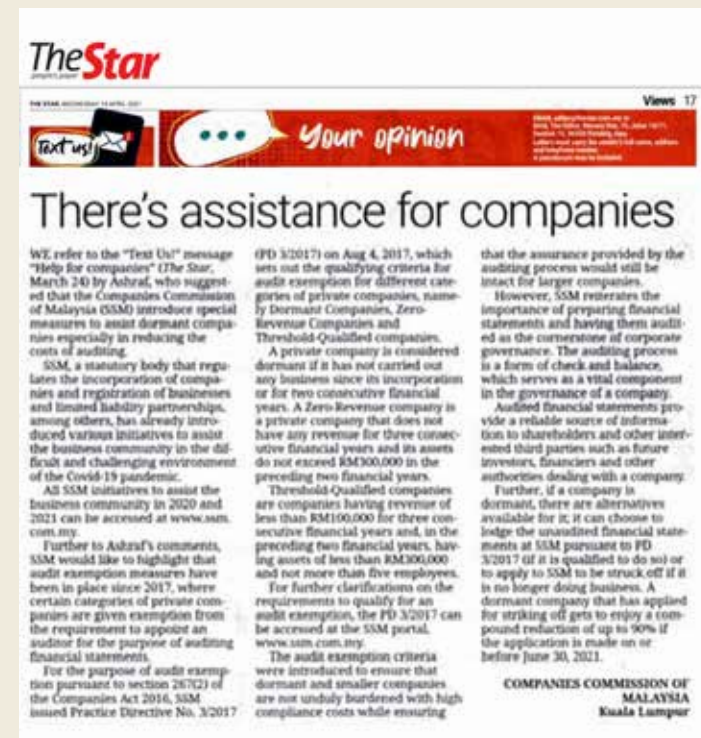 TheStar
Views 17
Text us!
Your opinion
There's assistance for companies
WE refer to the "Text Us!" message
"Help for companies" (The Star,
March 24) by Ashraf, who suggest-
ed that the Companies Commission
of Malaysia (SSM) introduce special
measures to assist dormant compa-
nies especially in reducing the
costs of auditing.
SSM, a statutory body that regu-
lates the incorporation of compa-
nies and registration of businesses
and limited liability partnerships,
among others, has already intro-
duced various initiatives to assist
the business community in the dif-
ficult and challenging environment
of the Covid-19 pandemic.
All SSM initiatives to assist the
business community in 2020 and
2021 can be accessed at www.ssm.
com.my.
Further to Ashraf's comments,
SSM would like to highlight that
audit exemption measures have
been in place since 2017, where
certain categories of private com-
panies are given exemption from
the requirement to appoint an
auditor for the purpose of auditing
financial statements.
For the purpose of audit exemp-
tion pursuant to section 267(2) of
the Companies Act 2016, SSM
issued Practice Directive No. 3/2017
(PD 3/2017) on Aug 4, 2017, which
sets out the qualifying criteria for
audit exemption for different cate-
gories of private companies, name-
ly Dormant Companies, Zero-
Revenue Companies and
Threshold-Qualified companies.
A private company is considered
dormant if it has not carried out
any business since its incorporation
or for two consecutive financial
years. A Zero-Revenue company is
a private company that does not
have any revenue for three consec-
utive financial years and its assets
do not exceed RM300,000 in the
preceding two financial years.
Threshold-Qualified companies
are companies having revenue of
less than RM100,000 for three con-
secutive financial years and, in the
preceding two financial years, hav-
ing assets of less than RM300,000
and not more than five employees.
For further clarifications on the
requirements to qualify for an
audit exemption, the PD 3/2017 can
be accessed at the SSM portal,
www.ssm.com.my.
The audit exemption criteria
were introduced to ensure that
dormant and smaller companies
are not unduly burdened with high
compliance costs while ensuring
that the assurance provided by the
auditing process would still be
intact for larger companies.
However, SSM reiterates the
importance of preparing financial
statements and having them audit-
ed as the cornerstone of corporate
governance. The auditing process
is a form of check and balance,
which serves as a vital component
in the governance of a company.
Audited financial statements pro-
vide a reliable source of informa-
tion to shareholders and other inter-
ested third parties such as future
investors, financiers and other
authorities dealing with a company.
Further, if a company is
dormant, there are alternatives
available for it; it can choose to
lodge the unaudited financial state-
ments at SSM pursuant to PD
3/2017 (if it is qualified to do so) or
to apply to SSM to be struck off if it
is no longer doing business. A
dormant company that has applied
for striking off gets to enjoy a com-
pound reduction of up to 90% if
the application is made on or
before June 30, 2021.
COMPANIES COMMISSION OF
MALAYSIA
Kuala Lumpur